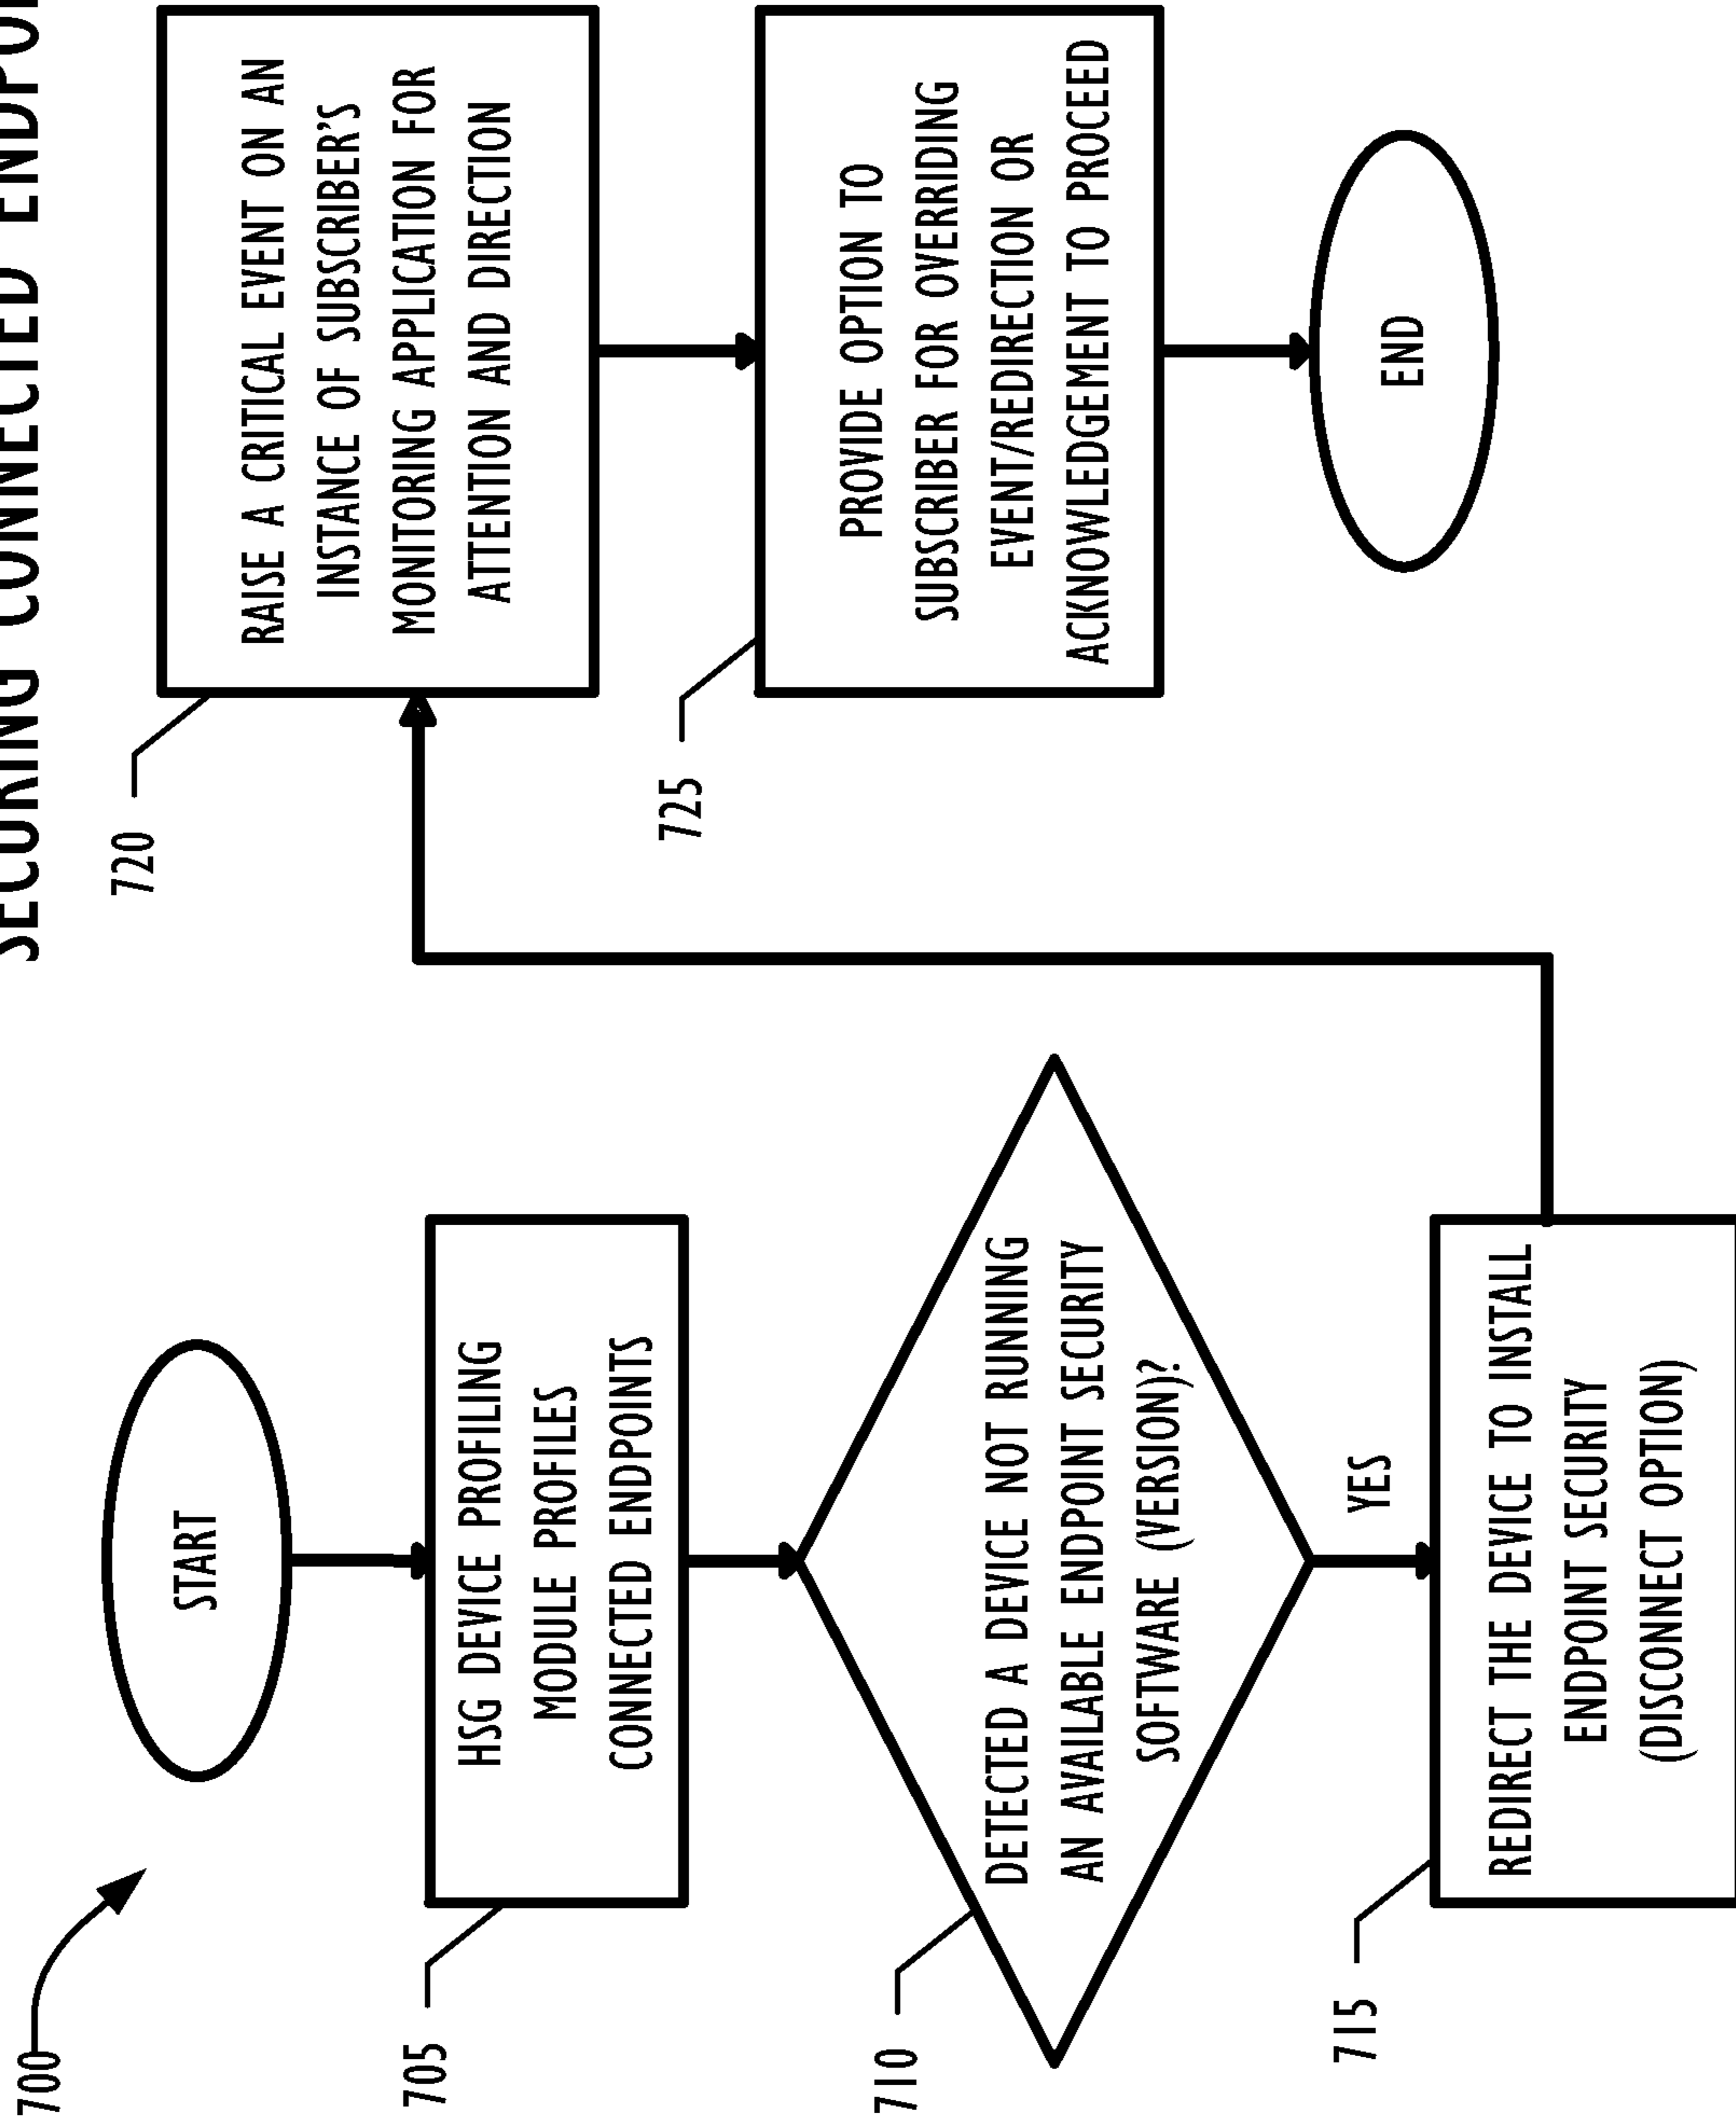 SECURING CONNECTED
700
START
705
HSG DEVICE PROFILING
MODULE PROFILES
CONNECTED ENDPOINTS
710
DETECTED A DEVICE NOT RUNNING
AN AVAILABLE ENDPOINT SECURITY
SOFTWARE (VERSION)?
YES
715
REDIRECT THE DEVICE TO INSTALL
ENDPOINT SECURITY
(DISCONNECT OPTION)
720
RAISE A CRITICAL EVENT ON AN
INSTANCE OF SUBSCRIBER'S
MONITORING APPLICATION FOR
ATTENTION AND DIRECTION
725
PROVIDE OPTION TO
SUBSCRIBER FOR OVERRIDING
EVENT/REDIRECTION OR
ACKNOWLEDGEMENT TO PROCEED
END